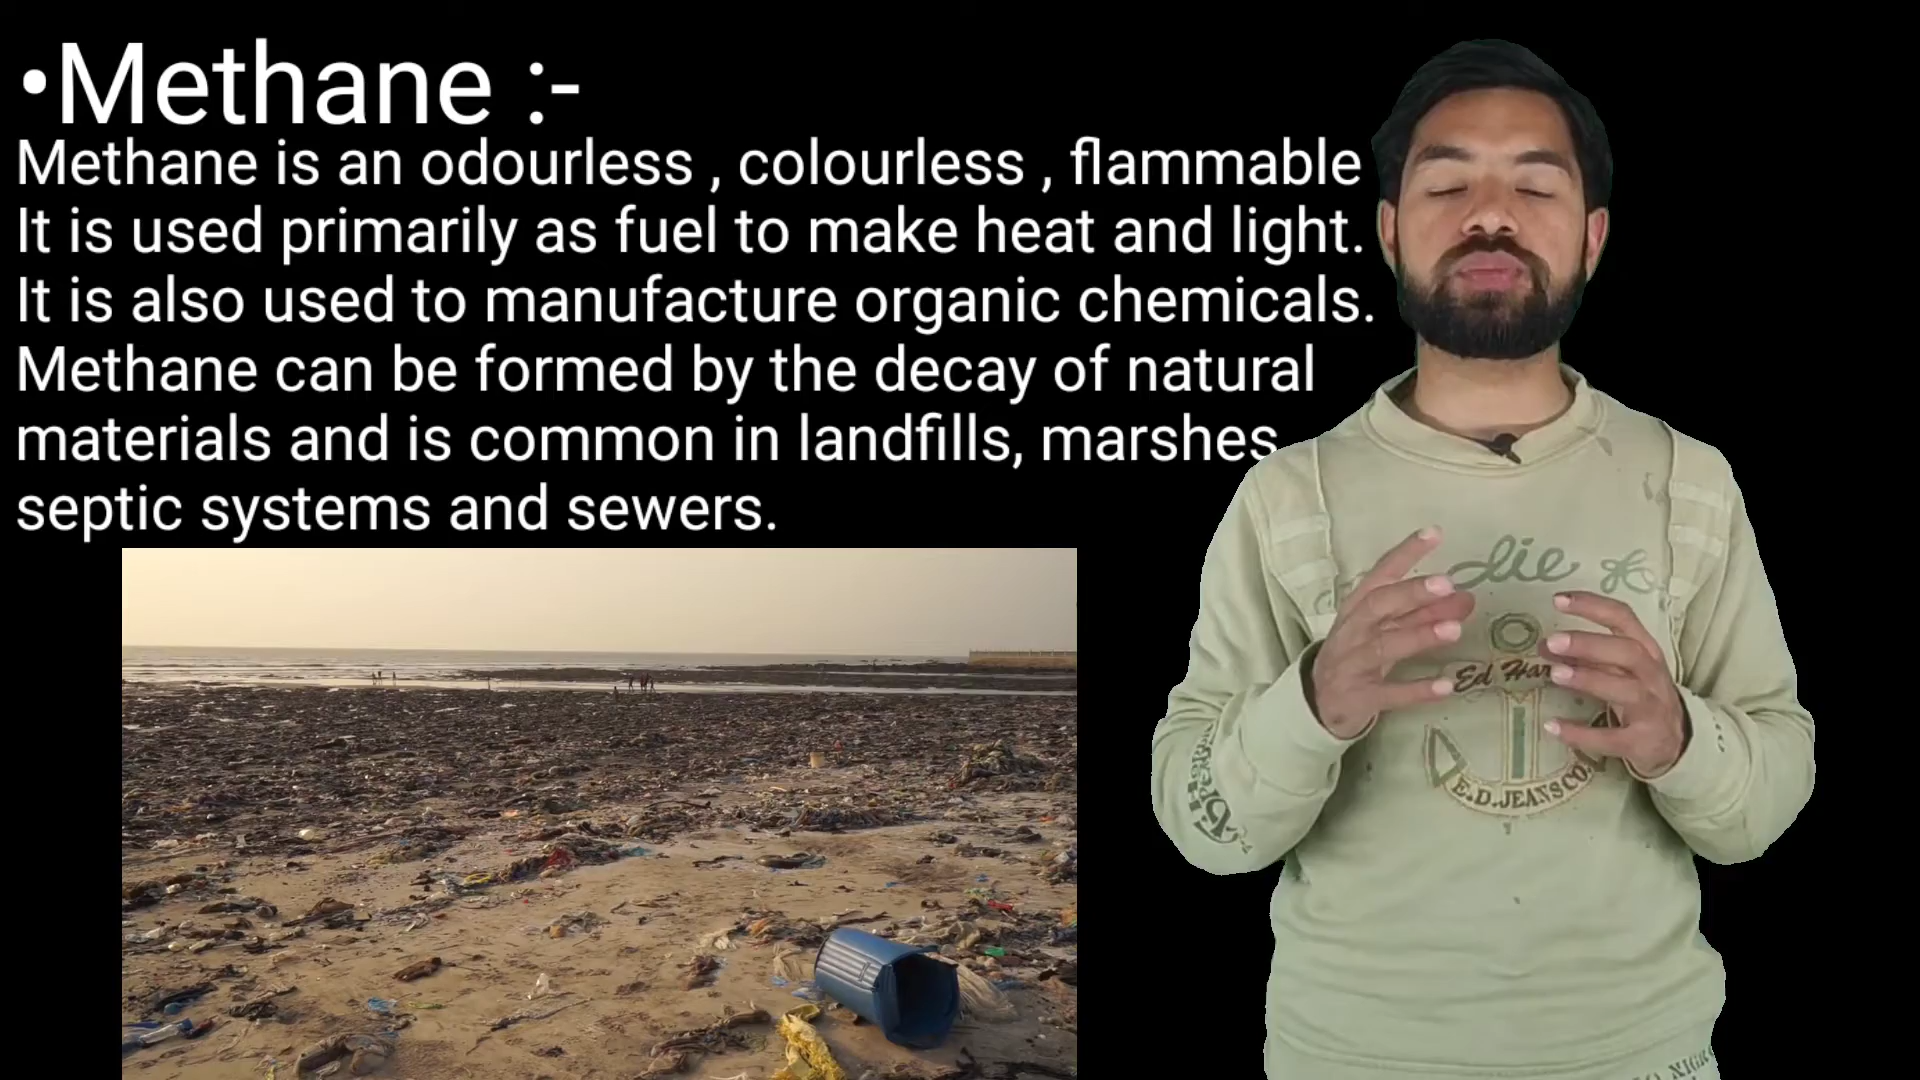 •Methane :-
Methane is an odourless , colourless , flammable
It is used primarily as fuel to make heat and light.
It is also used to manufacture organic chemicals.
Methane can be formed by the decay of natural
materials and is common in landfills, marshes
septic systems and sewers.
die
Ed Har
E.D.JEANSCO.